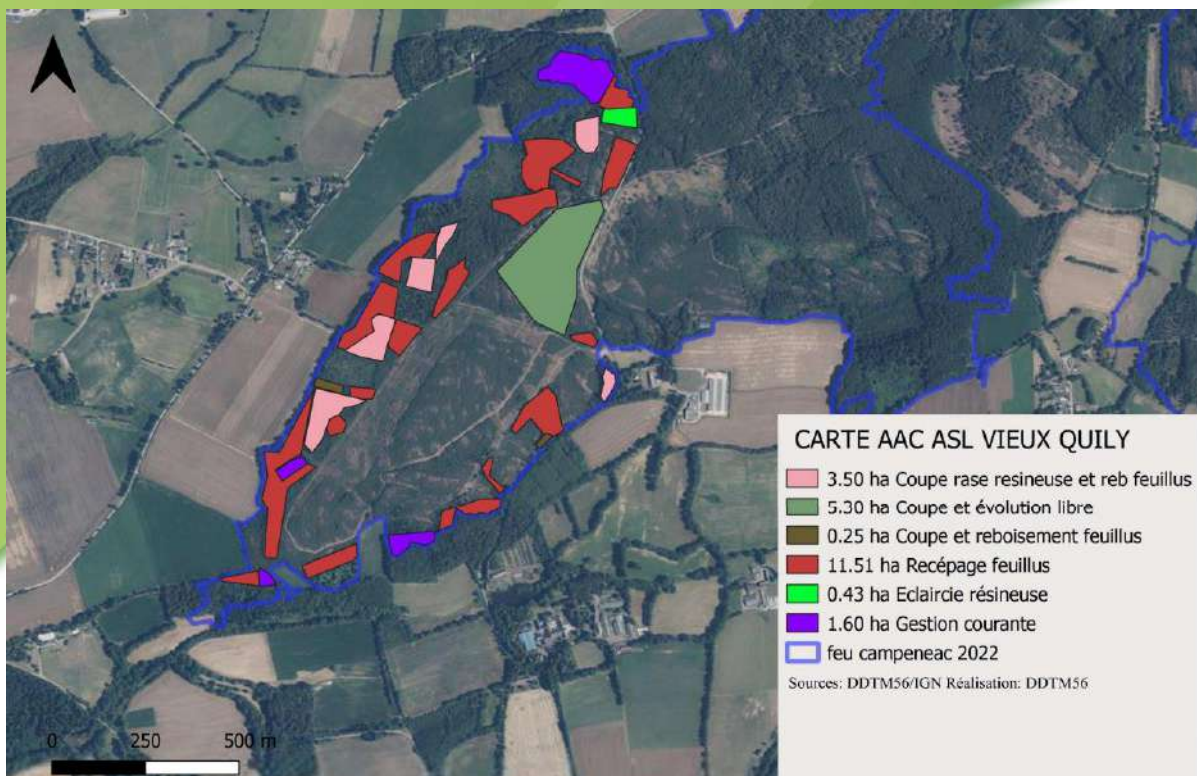 CARTE AAC ASL VIEUX QUILY
3.50 ha Coupe rase resineuse et reb feuillus
5.30 ha Coupe et évolution libre
0.25 ha Coupe et reboisement feuillus
11.51 ha Recépage feuillus
0.43 ha Eclaircie résineuse
1.60 ha Gestion courante
feu campeneac 2022
Sources: DDTM56/IGN Réalisation: DDTM56
0 250 500 m